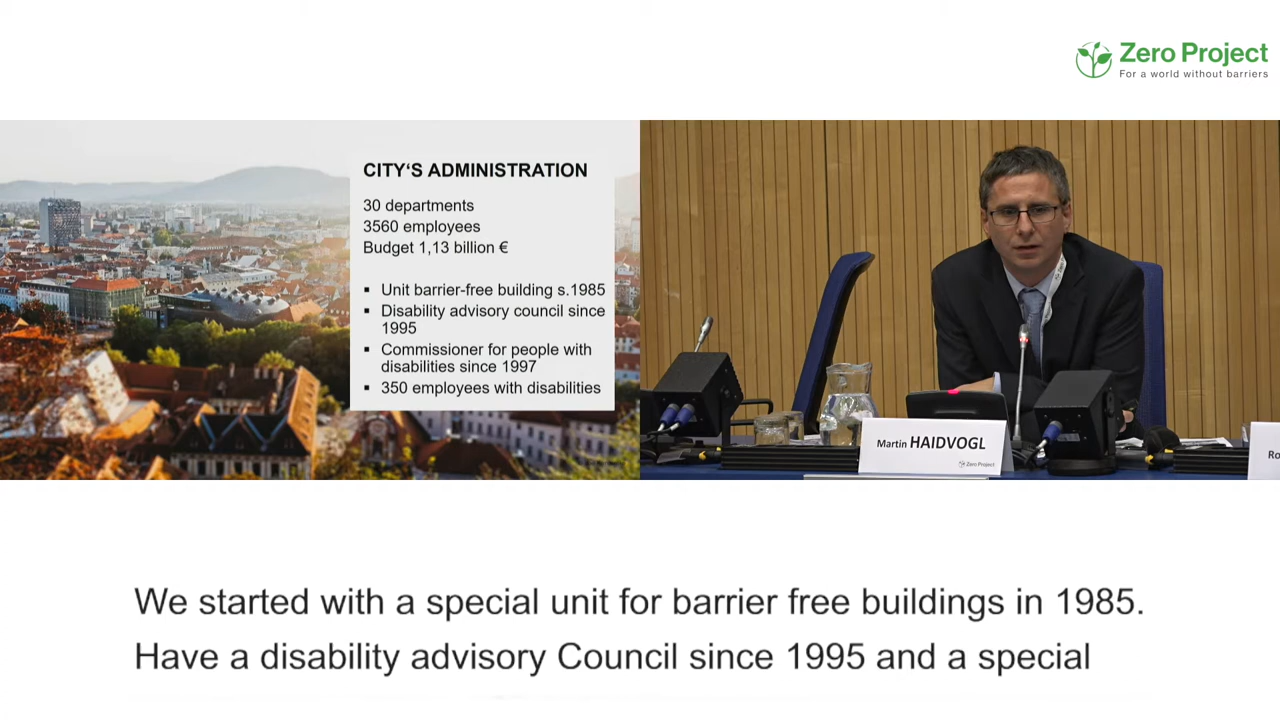 Zero Project
For a world without barriers
CITY‘S ADMINISTRATION
30 departments
3560 employees
Budget 1,13 billion €
▪ Unit barrier-free building s.1985
▪ Disability advisory council since
1995
▪ Commissioner for people with
disabilities since 1997
▪ 350 employees with disabilities
Martin HAIDVOGL
Zero Project
Ro
We started with a special unit for barrier free buildings in 1985.
Have a disability advisory Council since 1995 and a special